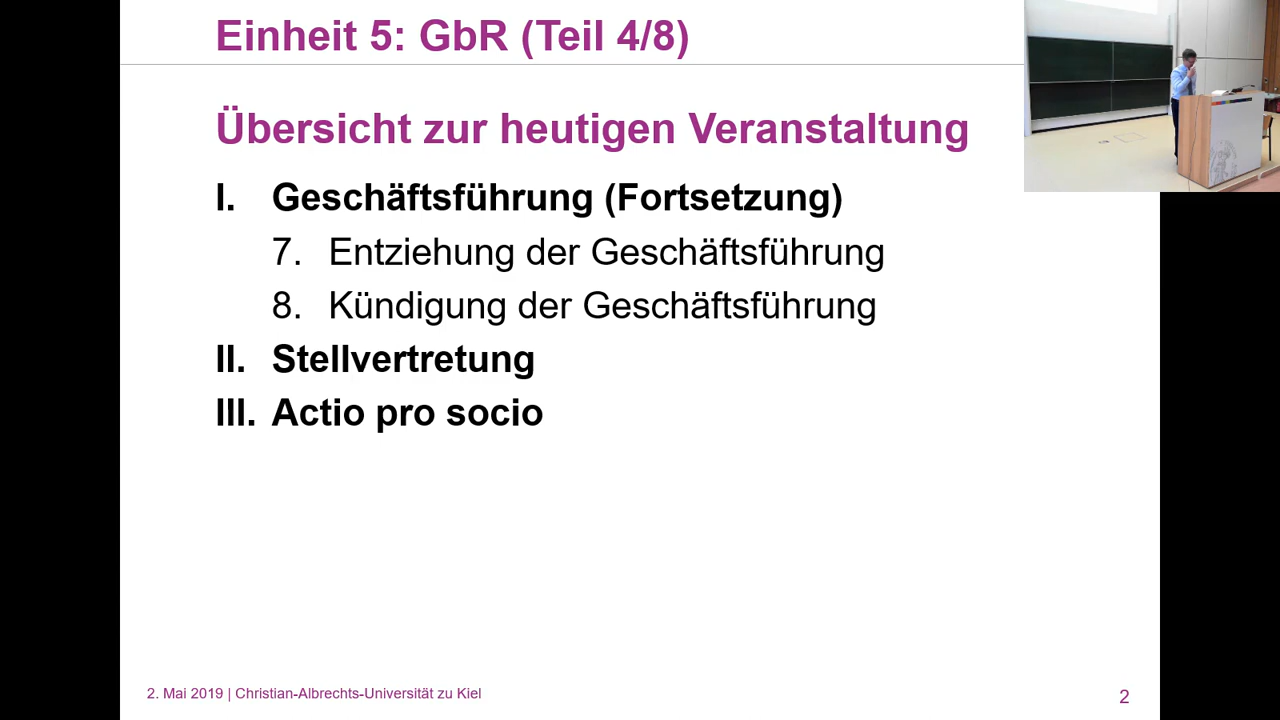 Einheit 5: GbR (Teil 4/8)
Übersicht zur heutigen Veranstaltung
I. Geschäftsführung (Fortsetzung)
7. Entziehung der Geschäftsführung
8. Kündigung der Geschäftsführung
II. Stellvertretung
III. Actio pro socio
2. Mai 2019 | Christian-Albrechts-Universität zu Kiel
2